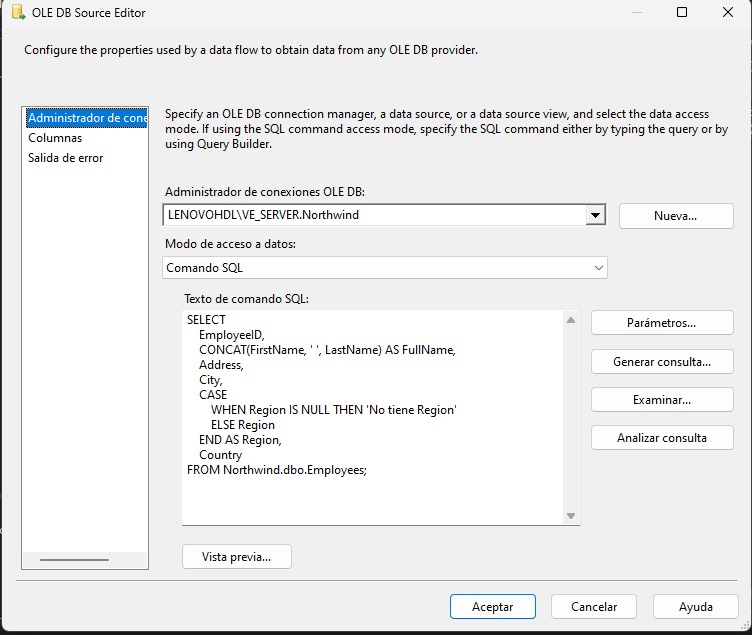 OLE DB Source Editor
Configure the properties used by a data flow to obtain data from any OLE DB provider.
Administrador de cone
Columnas
Salida de error
Specify an OLE DB connection manager, a data source, or a data source view, and select the data access
mode. If using the SQL command access mode, specify the SQL command either by typing the query or by
using Query Builder.
Administrador de conexiones OLE DB:
LENOVOHDL\VE_SERVER.Northwind
Nueva...
Modo de acceso a datos:
Comando SQL
Texto de comando SQL:
SELECT
EmployeeID,
CONCAT(FirstName, ' ', LastName) AS FullName,
Address,
City,
CASE
WHEN Region IS NULL THEN 'No tiene Region'
ELSE Region
END AS Region,
Country
FROM Northwind.dbo.Employees;
Parámetros...
Generar consulta...
Examinar...
Analizar consulta
Vista previa...
Aceptar
Cancelar
Ayuda